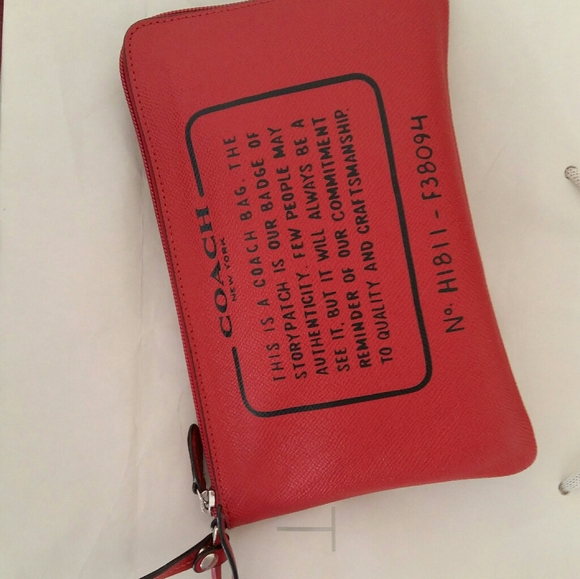 COACH
NEW YORK
THIS IS A COACH BAG. THE
STORYPATCH IS OUR BADGE OF
AUTHENTICITY. FEW PEOPLE MAY
SEE IT, BUT IT WILL ALWAYS BE A
REMINDER OF OUR COMMITMENT
TO QUALITY AND CRAFTSMANSHIP.
No. H1811 - F38094